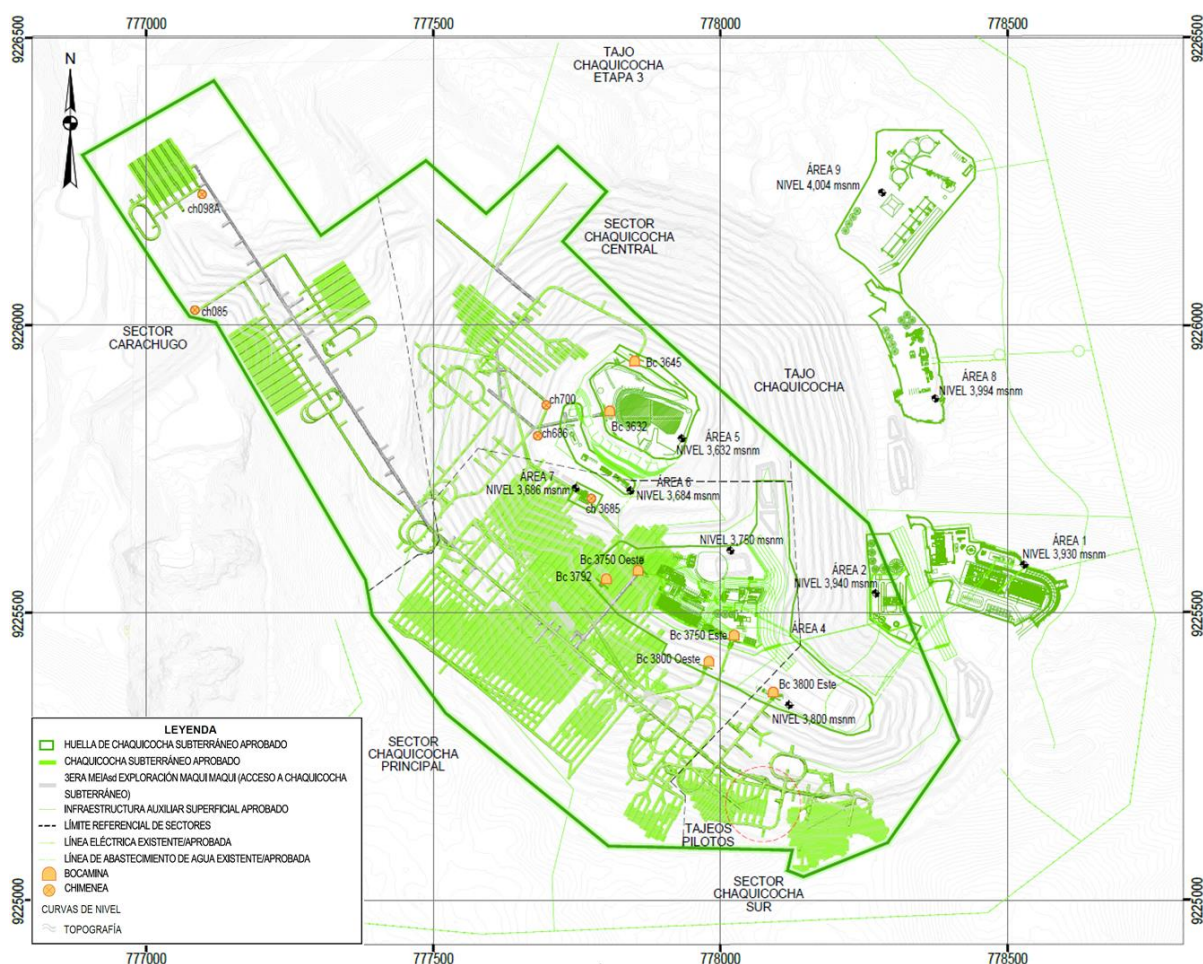 777000
777500
778000
778500
9226500
9226500
N
TAJO
CHAQUICOCHA
ETAPA 3
ÁREA 9
NIVEL 4,004 msnm
ch098A
SECTOR
CHAQUICOCHA
CENTRAL
ch085
SECTOR
CARACHUGO
9226000
9226000
Bc 3645
TAJO
CHAQUICOCHA
ÁREA 8
NIVEL 3,994 msnm
ch700
Bc 3632
ch686
ÁREA 5
NIVEL 3,632 msnm
ÁREA 7
NIVEL 3,686 msnm
ÁREA 6
NIVEL 3,684 msnm
ch 3685
NIVEL 3,750 msnm
ÁREA 1
NIVEL 3,930 msnm
Bc 3750 Oeste
Bc 3792
ÁREA 2
NIVEL 3,940 msnm
9225500
9225500
Bc 3750 Este
ÁREA 4
Bc 3800 Oeste
Bc 3800 Este
NIVEL 3,800 msnm
SECTOR
CHAQUICOCHA
PRINCIPAL
TAJEOS
PILOTOS
SECTOR
CHAQUICOCHA
SUR
9225000
9225000
LEYENDA
HUELLA DE CHAQUICOCHA SUBTERRÁNEO APROBADO
CHAQUICOCHA SUBTERRÁNEO APROBADO
3ERA MEIAsd EXPLORACIÓN MAQUI MAQUI (ACCESO A CHAQUICOCHA
SUBTERRÁNEO)
INFRAESTRUCTURA AUXILIAR SUPERFICIAL APROBADO
LÍMITE REFERENCIAL DE SECTORES
LÍNEA ELÉCTRICA EXISTENTE/APROBADA
LÍNEA DE ABASTECIMIENTO DE AGUA EXISTENTE/APROBADA
BOCAMINA
CHIMENEA
CURVAS DE NIVEL
TOPOGRAFÍA
777000
777500
778000
778500